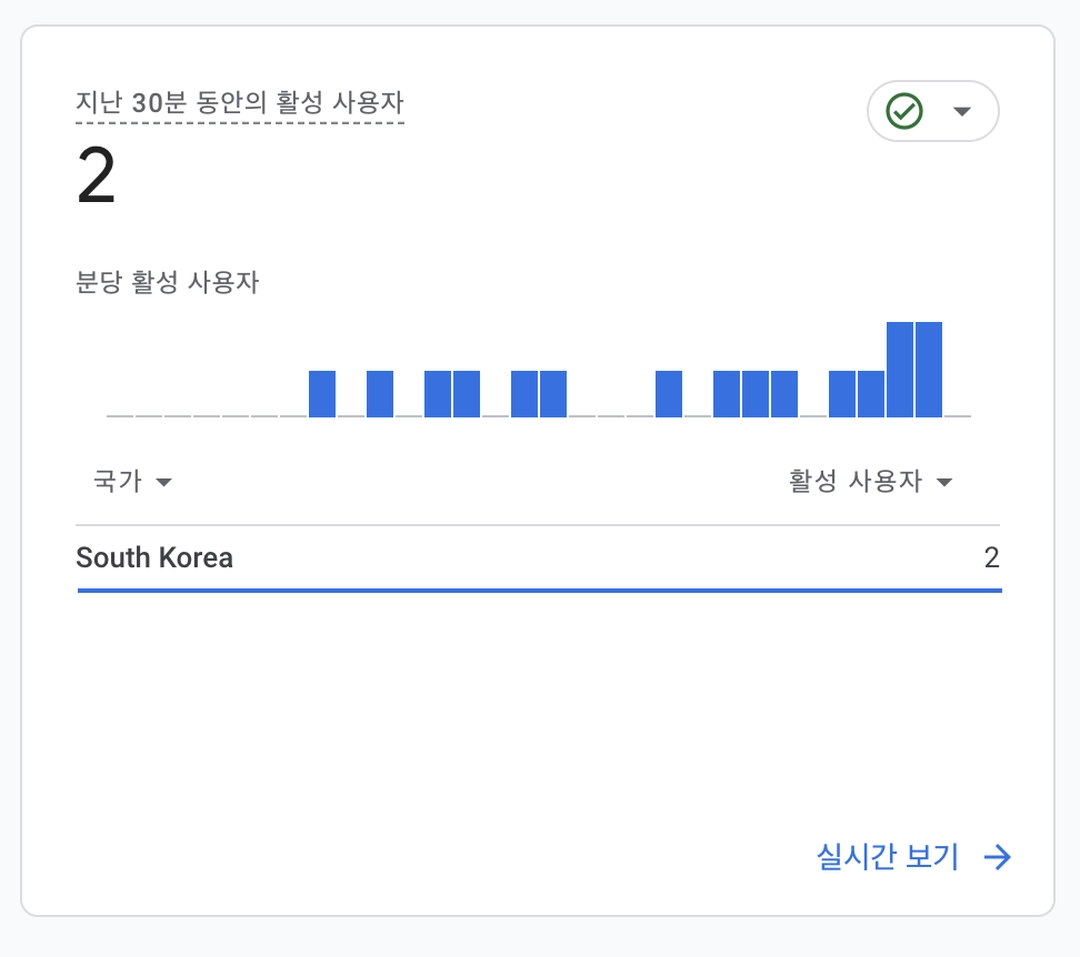 지난 30분 동안의 활성 사용자
2
분당 활성 사용자
국가 활성 사용자
South Korea 2
실시간 보기